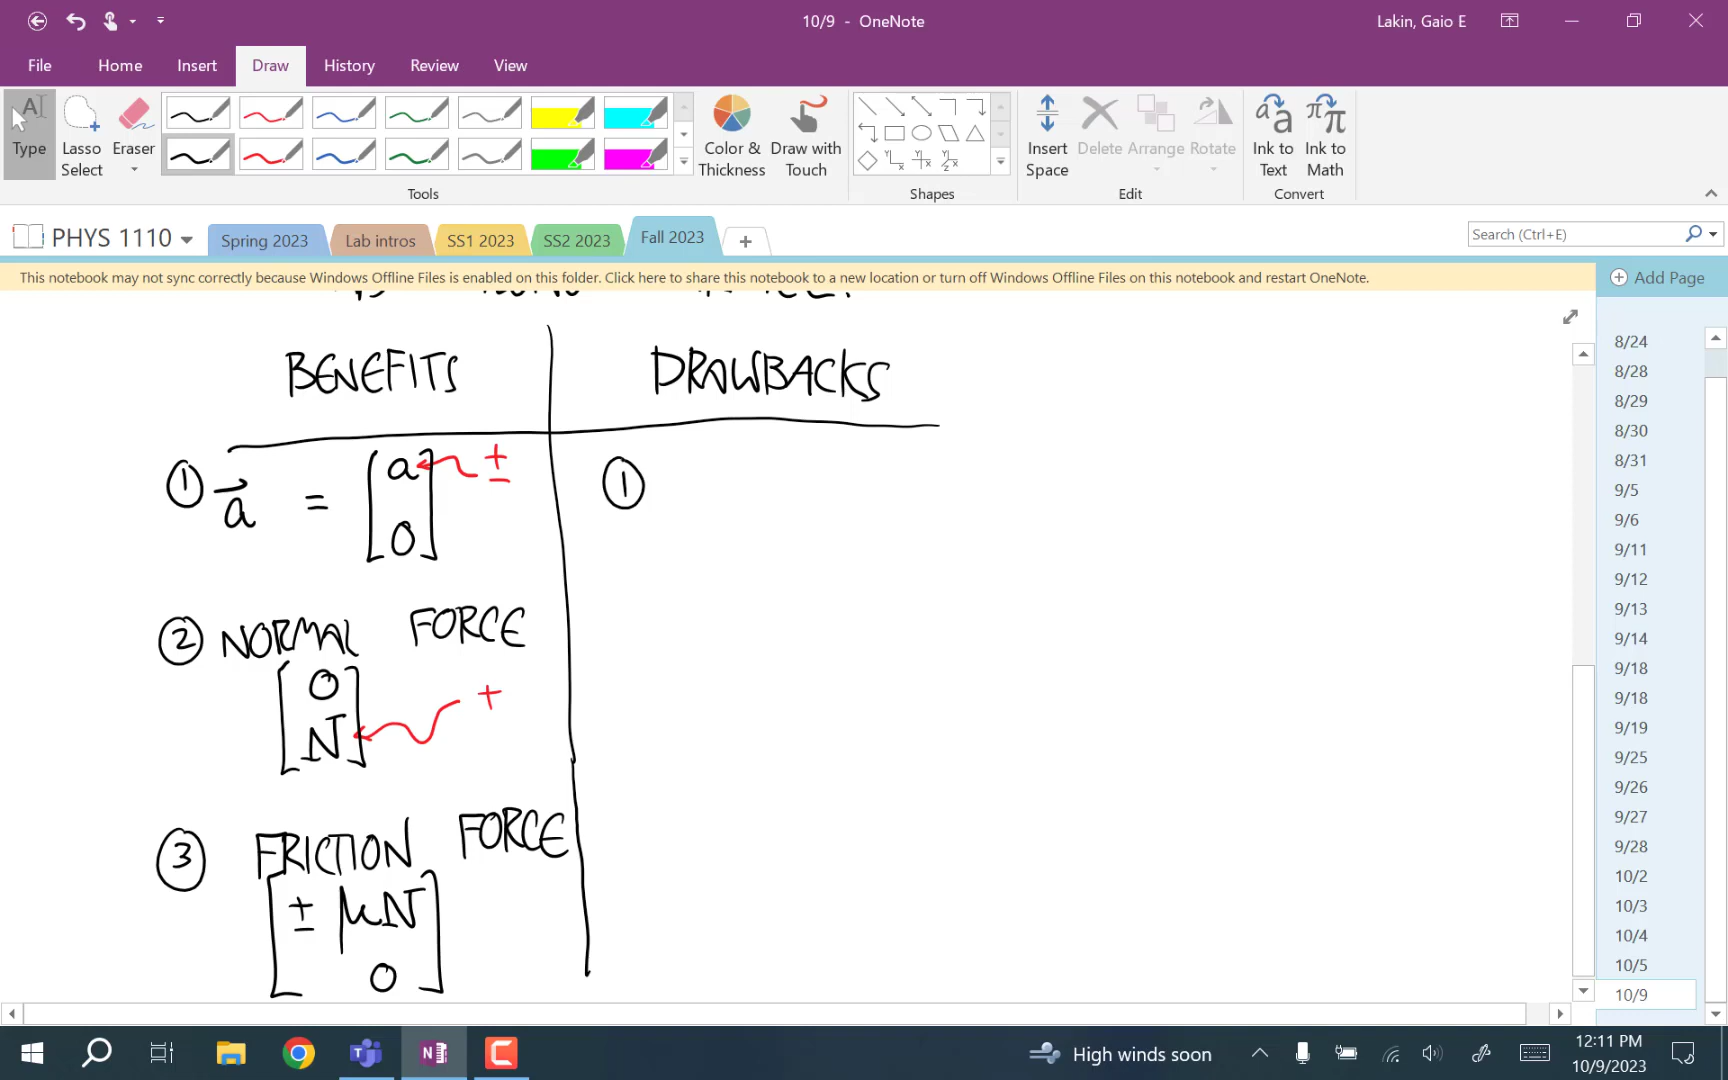 10/9 - OneNote
Lakin, Gaio E
File Home Insert Draw History Review View
Type
Lasso Select
Eraser
Color & Thickness
Draw with Touch
Insert Space
Delete
Arrange
Rotate
Ink to Text
Ink to Math
Tools
Shapes
Edit
Convert
PHYS 1110
Spring 2023
Lab intros
SS1 2023
SS2 2023
Fall 2023
Search (Ctrl+E)
This notebook may not sync correctly because Windows Offline Files is enabled on this folder. Click here to share this notebook to a new location or turn off Windows Offline Files on this notebook and restart OneNote.
Add Page
BENEFITS DRAWBACKS
① a⃗ = [a 0] ±
①
② NORMAL FORCE
[0 N] +
③ FRICTION FORCE
[± μN 0]
8/24
8/28
8/29
8/30
8/31
9/5
9/6
9/11
9/12
9/13
9/14
9/18
9/18
9/19
9/25
9/26
9/27
9/28
10/2
10/3
10/4
10/5
10/9
High winds soon
12:11 PM
10/9/2023